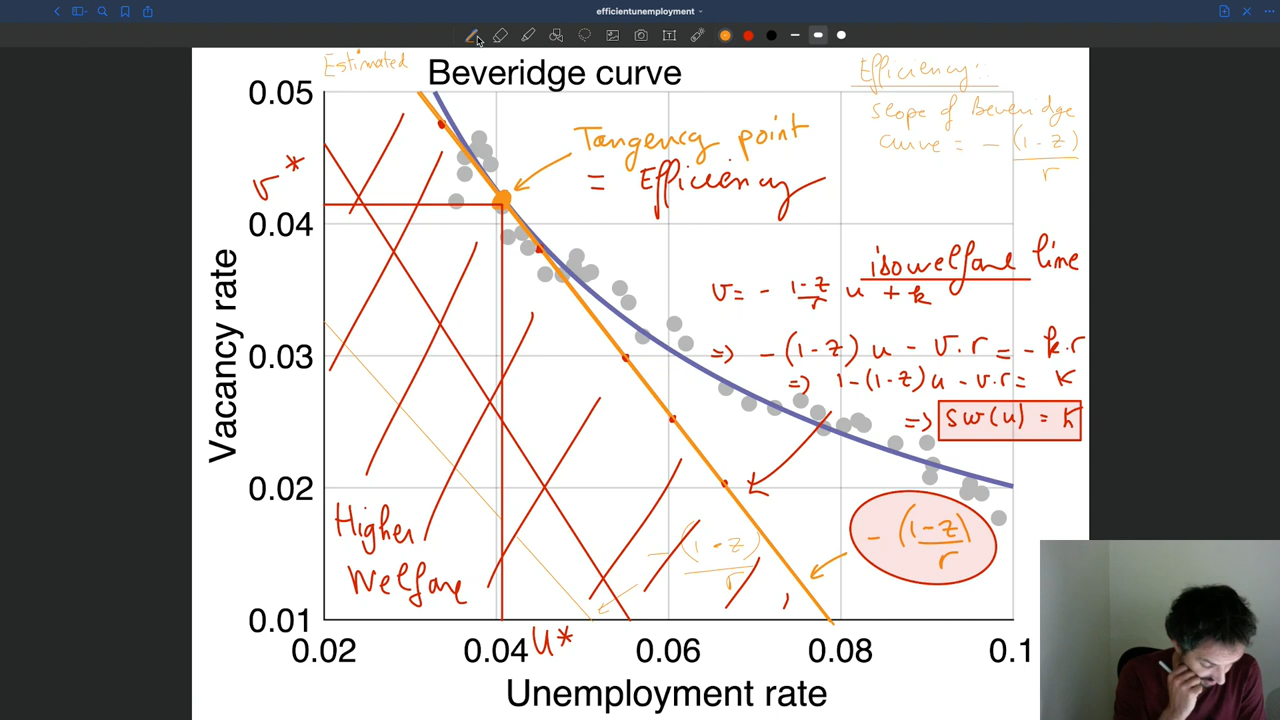 efficientunemployment
Estimated
Beveridge curve
Efficiency:
slope of Beveridge
curve = - (1-z)
r
0.05
0.04
0.03
0.02
0.01
Vacancy rate
v*
Tangency point
= Efficiency
isowelfare line
v = - 1-z/r u + k
=> -(1-z) u - v.r = - k.r
=> 1-(1-z)u - v.r = K
=> SW(u) = K
Higher
Welfare
- (1-z)
r
- (1-z)
r
u*
0.02 0.04 0.06 0.08 0.1
Unemployment rate